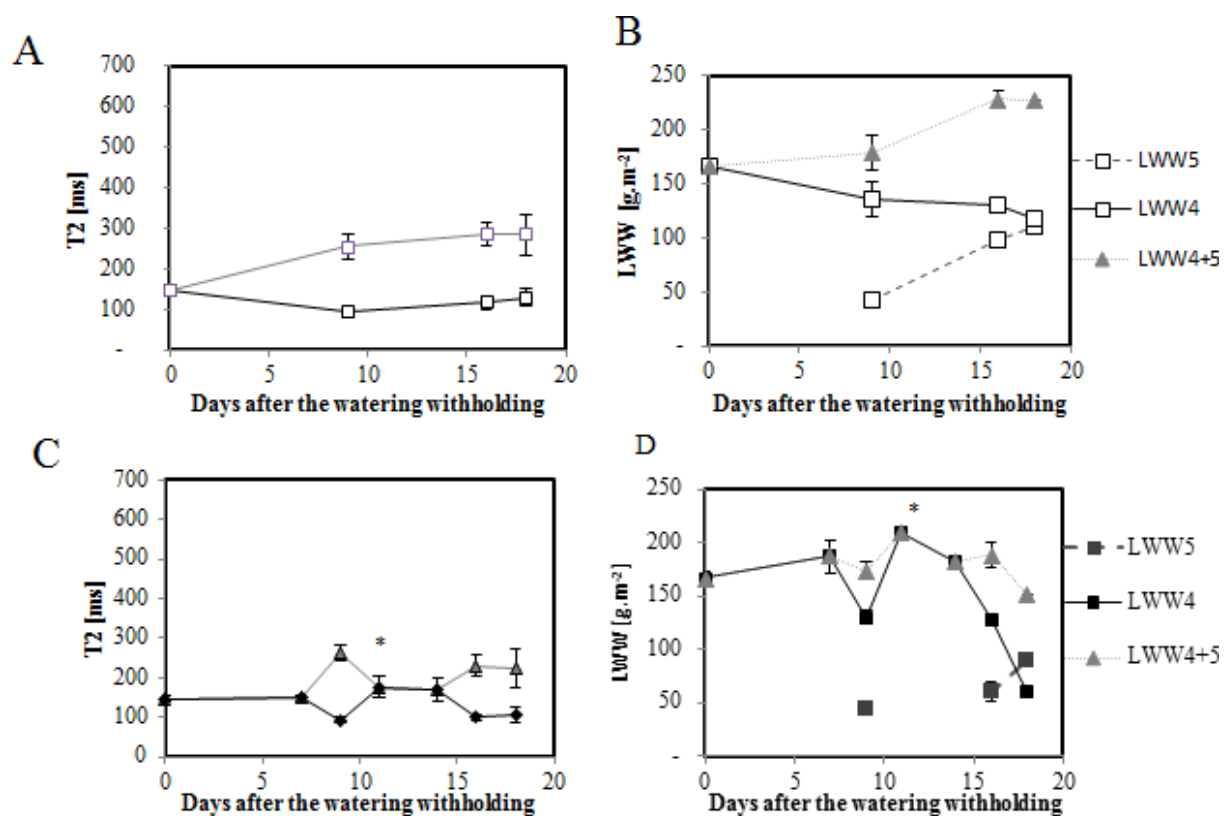 A
700
600
500
400
300
200
100
-
T2 [ms]
0 5 10 15 20
Days after the watering withholding
B
250
200
150
100
50
-
LWW [g.m-2]
0 5 10 15 20
Days after the watering withholding
LWW5
LWW4
LWW4+5
C
700
600
500
400
300
200
100
0
T2 [ms]
*
0 5 10 15 20
Days after the watering withholding
D
250
200
150
100
50
-
LWW [g.m-2]
*
0 5 10 15 20
Days after the watering withholding
LWW5
LWW4
LWW4+5